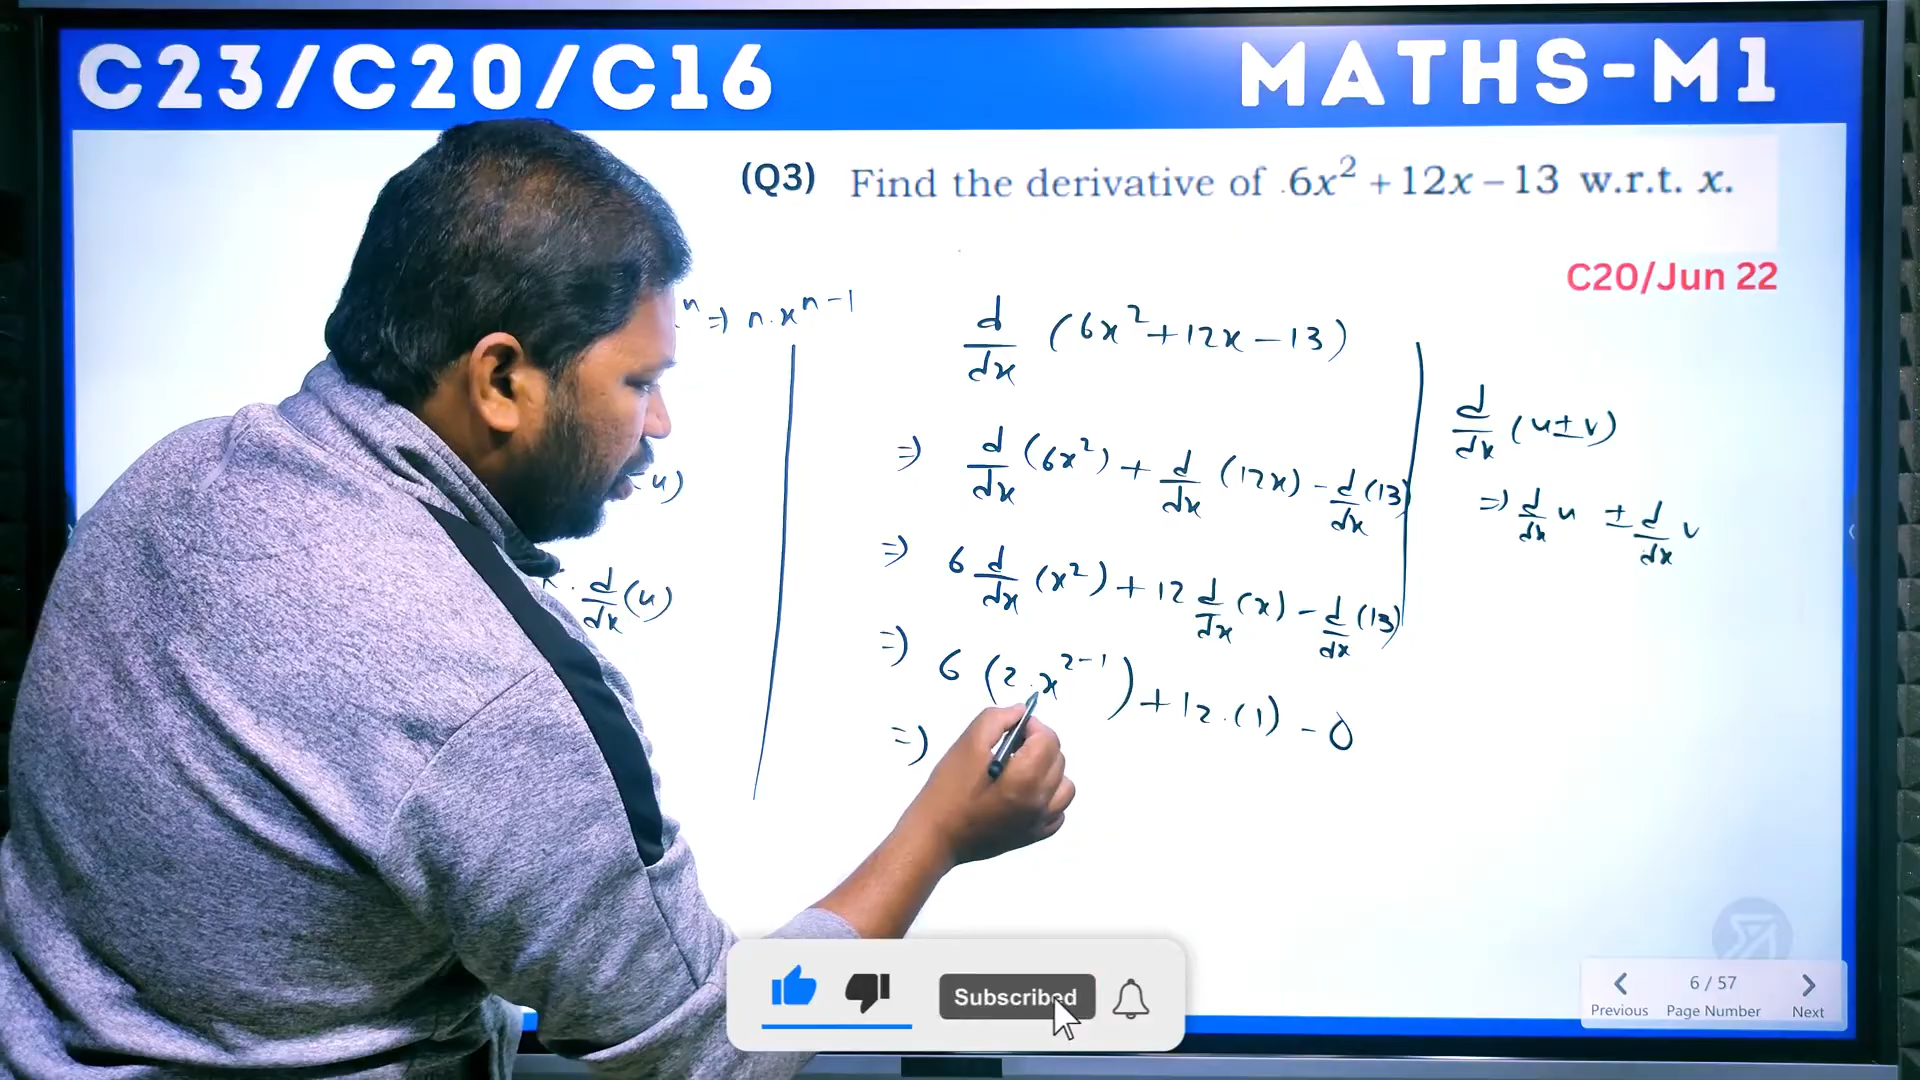 C23/C20/C16
MATHS-M1
(Q3) Find the derivative of 6x² + 12x – 13 w.r.t. x.
C20/Jun 22
n ⇒ n.x^(n-1)
u)
d/dx (u)
d/dx (6x² + 12x – 13)
⇒ d/dx (6x²) + d/dx (12x) – d/dx (13)
⇒ 6 d/dx (x²) + 12 d/dx (x) – d/dx (13)
⇒ 6 (2.x^(2-1)) + 12.(1) – 0
⇒
d/dx (u±v)
⇒ d/dx u ± d/dx v
Subscribed
6 / 57
Previous Page Number Next